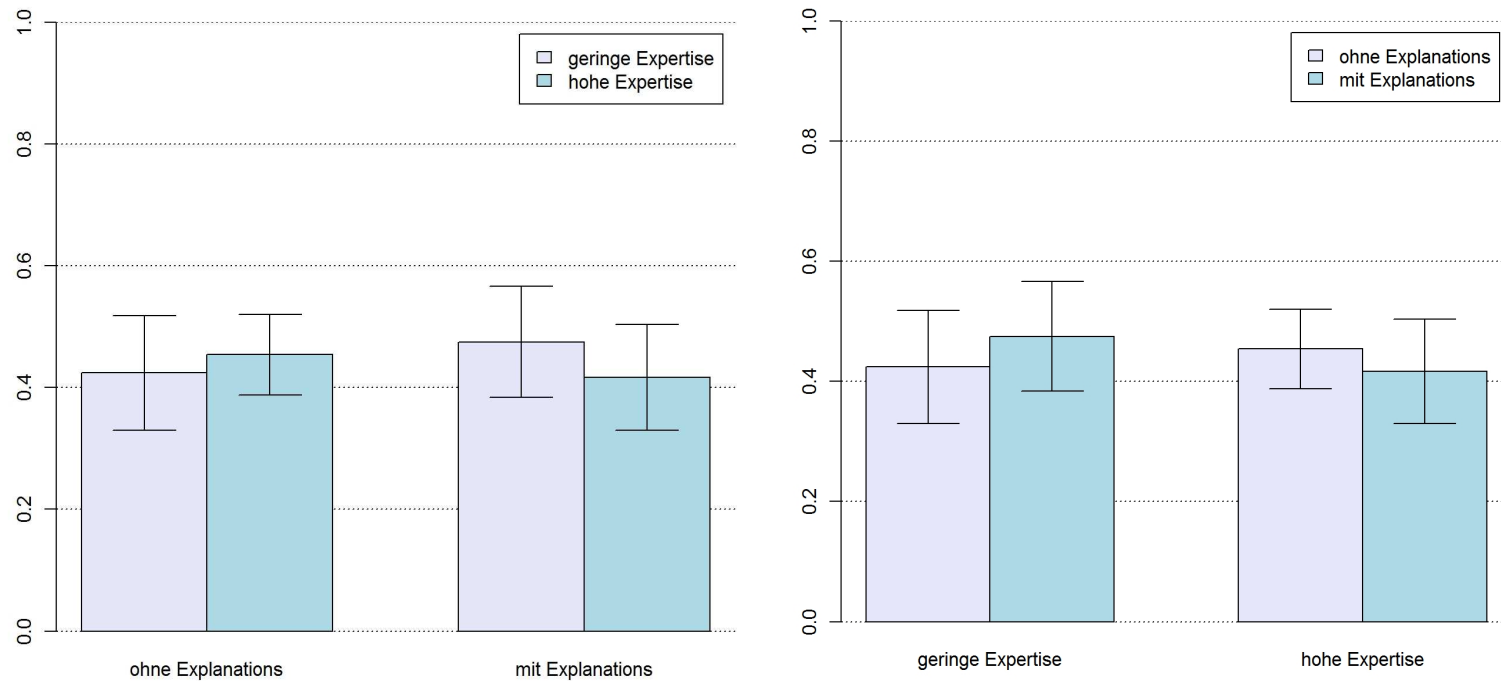 1.0
0.8
0.6
0.4
0.2
0.0
geringe Expertise
hohe Expertise
ohne Explanations
mit Explanations
1.0
0.8
0.6
0.4
0.2
0.0
ohne Explanations
mit Explanations
geringe Expertise
hohe Expertise